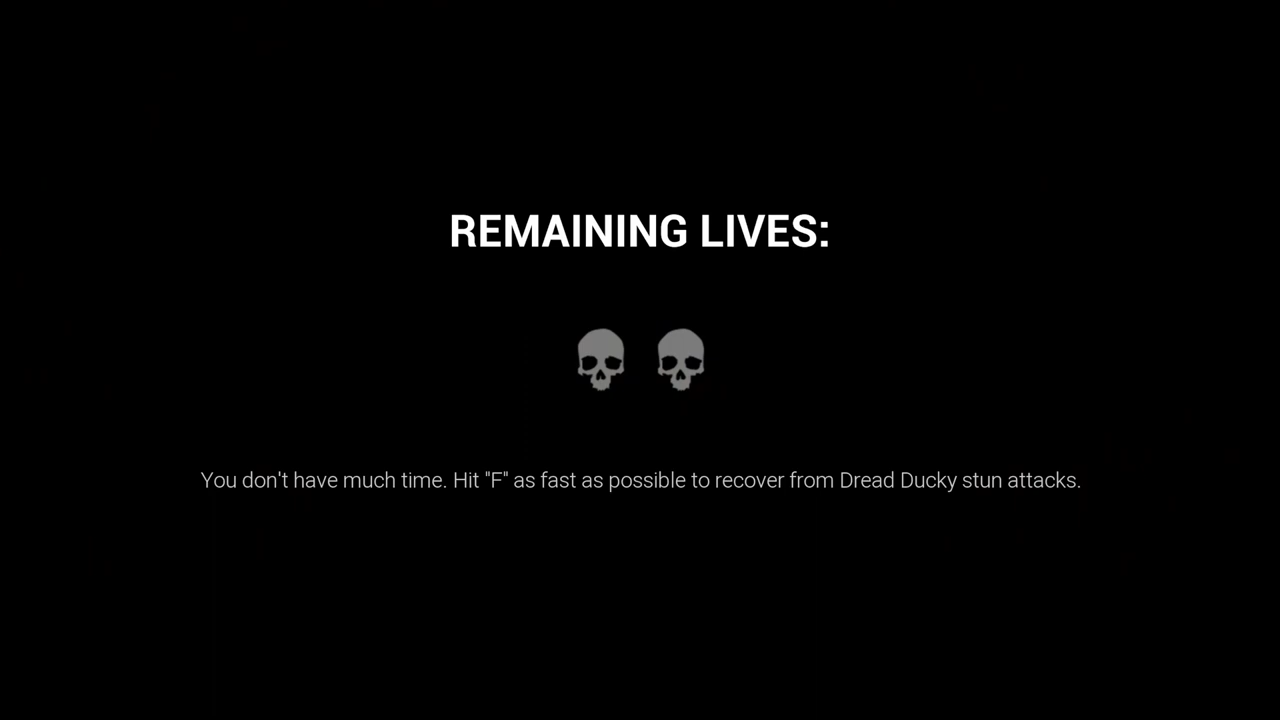 REMAINING LIVES:
You don't have much time. Hit "F" as fast as possible to recover from Dread Ducky stun attacks.